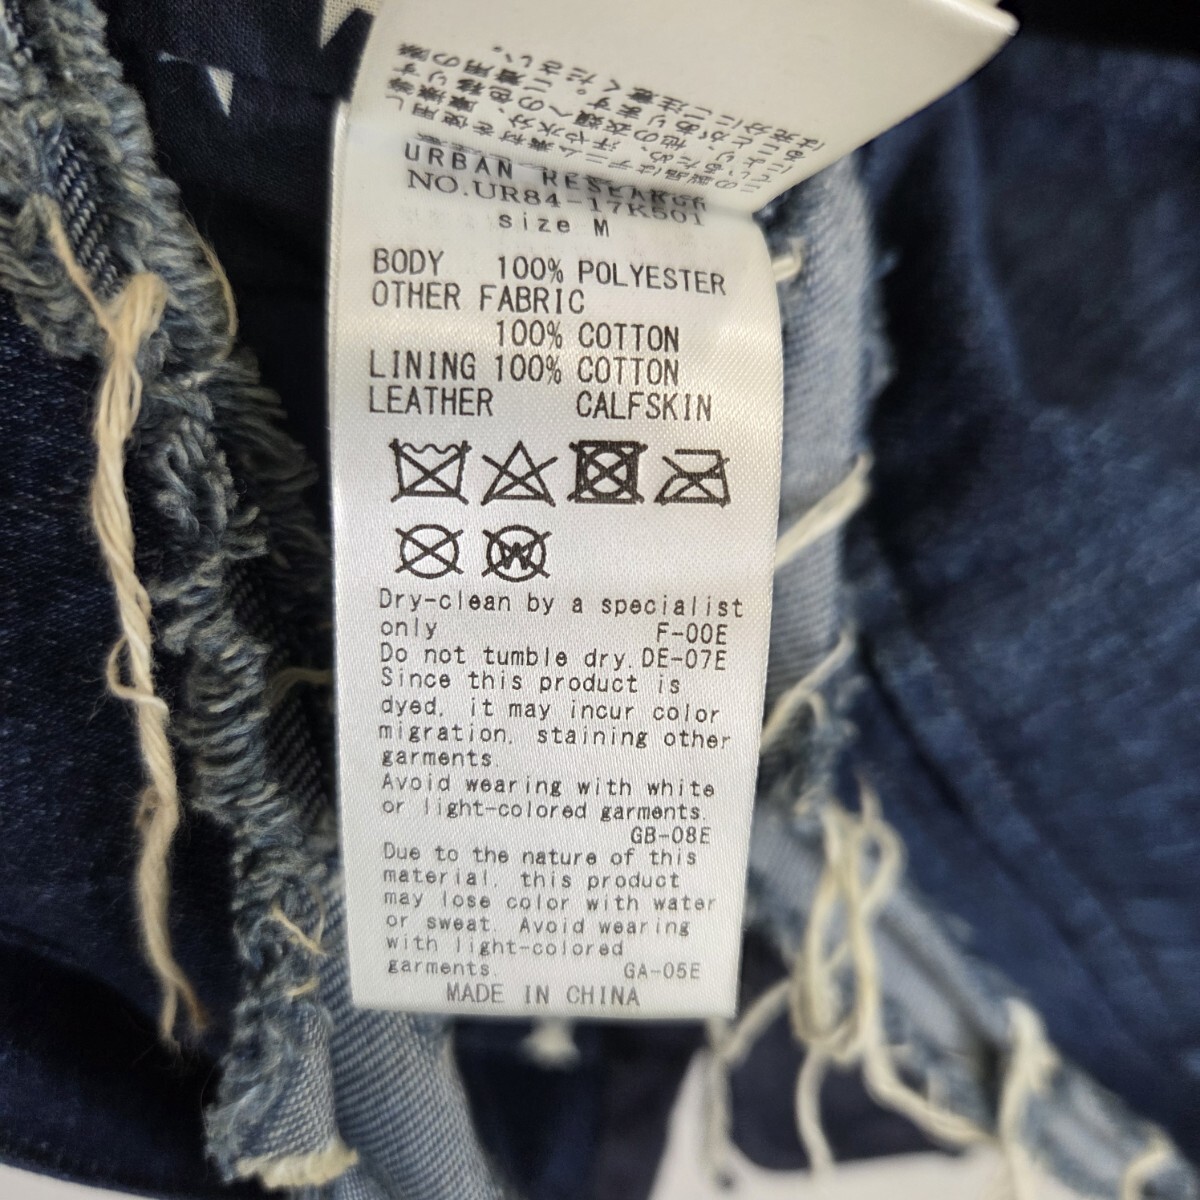 URBAN RESEARCH
NO.UR84-17K501
size M
BODY 100% POLYESTER
OTHER FABRIC
100% COTTON
LINING 100% COTTON
LEATHER CALFSKIN
W
Dry-clean by a specialist
only F-00E
Do not tumble dry. DE-07E
Since this product is
dyed, it may incur color
migration, staining other
garments.
Avoid wearing with white
or light-colored garments.
GB-08E
Due to the nature of this
material, this product
may lose color with water
or sweat. Avoid wearing
with light-colored
garments. GA-05E
MADE IN CHINA